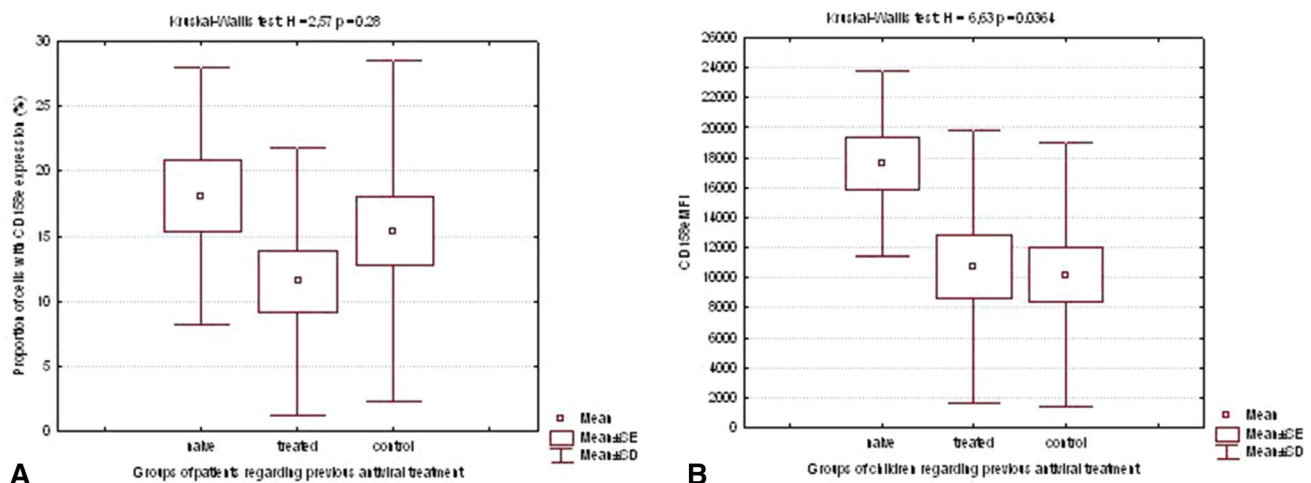 Kruskal-Wallis test: H = 2,57 p = 0.28
Proportion of cells with CD158e expression (%)
30
25
20
15
10
5
0
naive treated control
Groups of patients regarding previous antiviral treatment
Mean
Mean±SE
Mean±SD
A
Kruskal-Wallis test: H = 6,63 p = 0.0364
CD158e MFI
26000
24000
22000
20000
18000
16000
14000
12000
10000
8000
6000
4000
2000
0
naive treated control
Groups of children regarding previous antiviral treatment
Mean
Mean±SE
Mean±SD
B